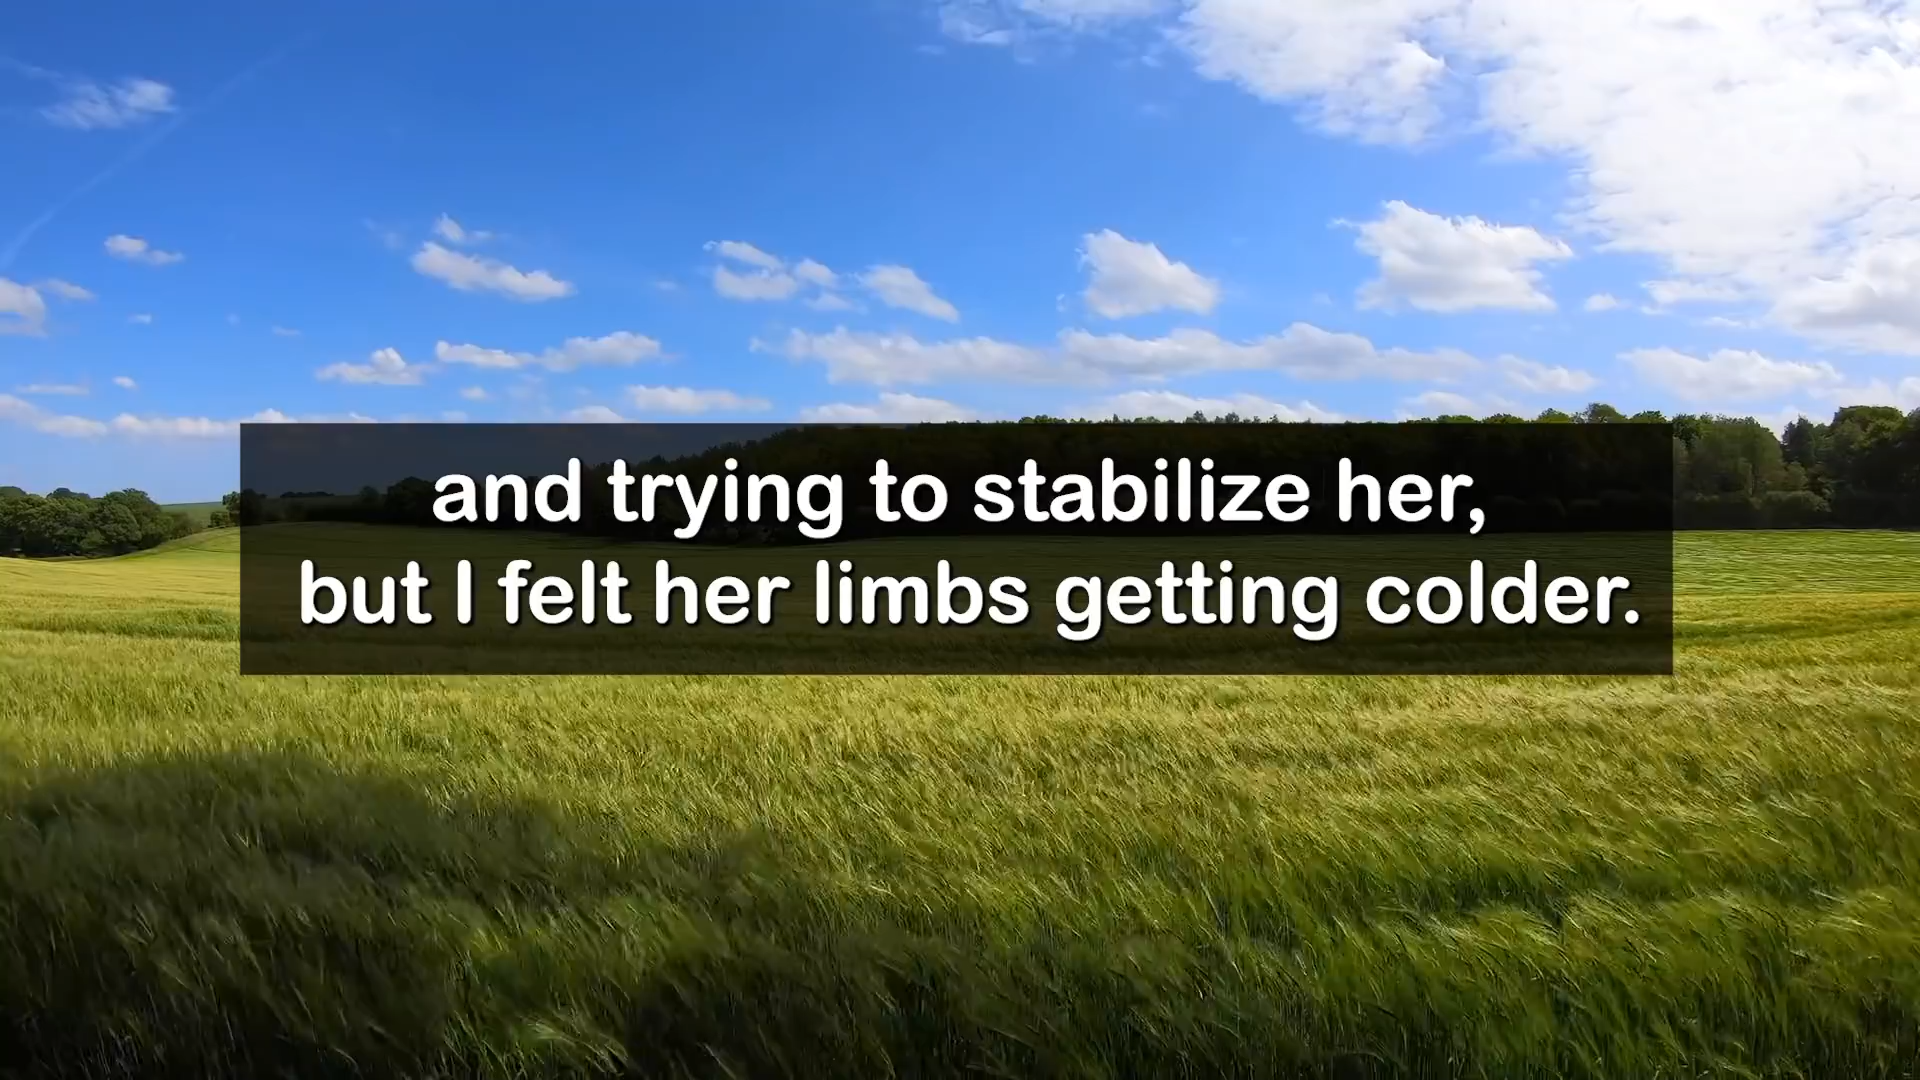 and trying to stabilize her,
but I felt her limbs getting colder.